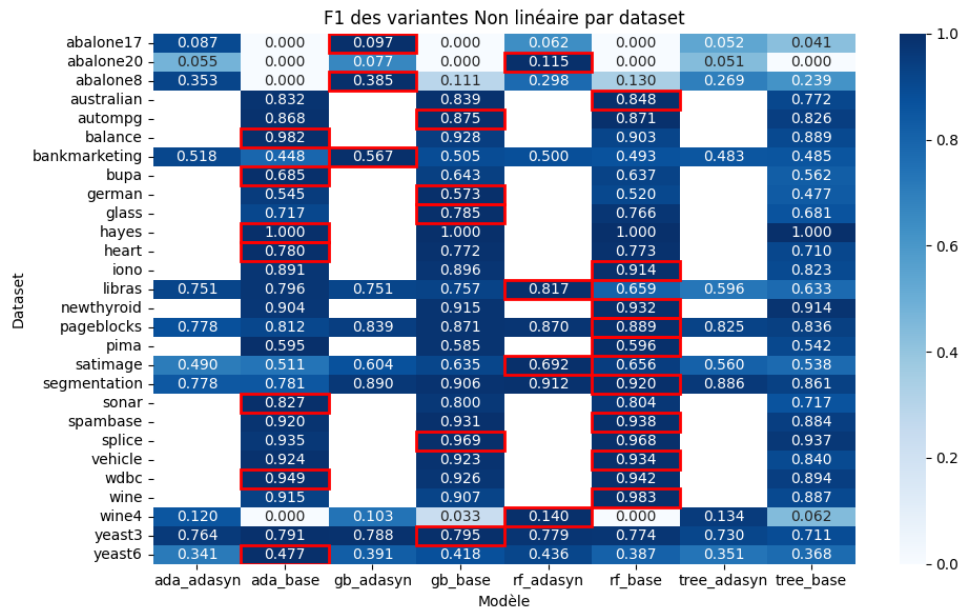 F1 des variantes Non linéaire par dataset
abalone17 0.087 0.000 0.097 0.000 0.062 0.000 0.052 0.041
abalone20 0.055 0.000 0.077 0.000 0.115 0.000 0.051 0.000
abalone8 0.353 0.000 0.385 0.111 0.298 0.130 0.269 0.239
australian 0.832 0.839 0.848 0.772
autompg 0.868 0.875 0.871 0.826
balance 0.982 0.928 0.903 0.889
bankmarketing 0.518 0.448 0.567 0.505 0.500 0.493 0.483 0.485
bupa 0.685 0.643 0.637 0.562
german 0.545 0.573 0.520 0.477
glass 0.717 0.785 0.766 0.681
hayes 1.000 1.000 1.000 1.000
heart 0.780 0.772 0.773 0.710
iono 0.891 0.896 0.914 0.823
libras 0.751 0.796 0.751 0.757 0.817 0.659 0.596 0.633
newthyroid 0.904 0.915 0.932 0.914
pageblocks 0.778 0.812 0.839 0.871 0.870 0.889 0.825 0.836
pima 0.595 0.585 0.596 0.542
satimage 0.490 0.511 0.604 0.635 0.692 0.656 0.560 0.538
segmentation 0.778 0.781 0.890 0.906 0.912 0.920 0.886 0.861
sonar 0.827 0.800 0.804 0.717
spambase 0.920 0.931 0.938 0.884
splice 0.935 0.969 0.968 0.937
vehicle 0.924 0.923 0.934 0.840
wdbc 0.949 0.926 0.942 0.894
wine 0.915 0.907 0.983 0.887
wine4 0.120 0.000 0.103 0.033 0.140 0.000 0.134 0.062
yeast3 0.764 0.791 0.788 0.795 0.779 0.774 0.730 0.711
yeast6 0.341 0.477 0.391 0.418 0.436 0.387 0.351 0.368
ada_adasyn ada_base gb_adasyn gb_base rf_adasyn rf_base tree_adasyn tree_base
Modèle
Dataset
1.0
0.8
0.6
0.4
0.2
0.0